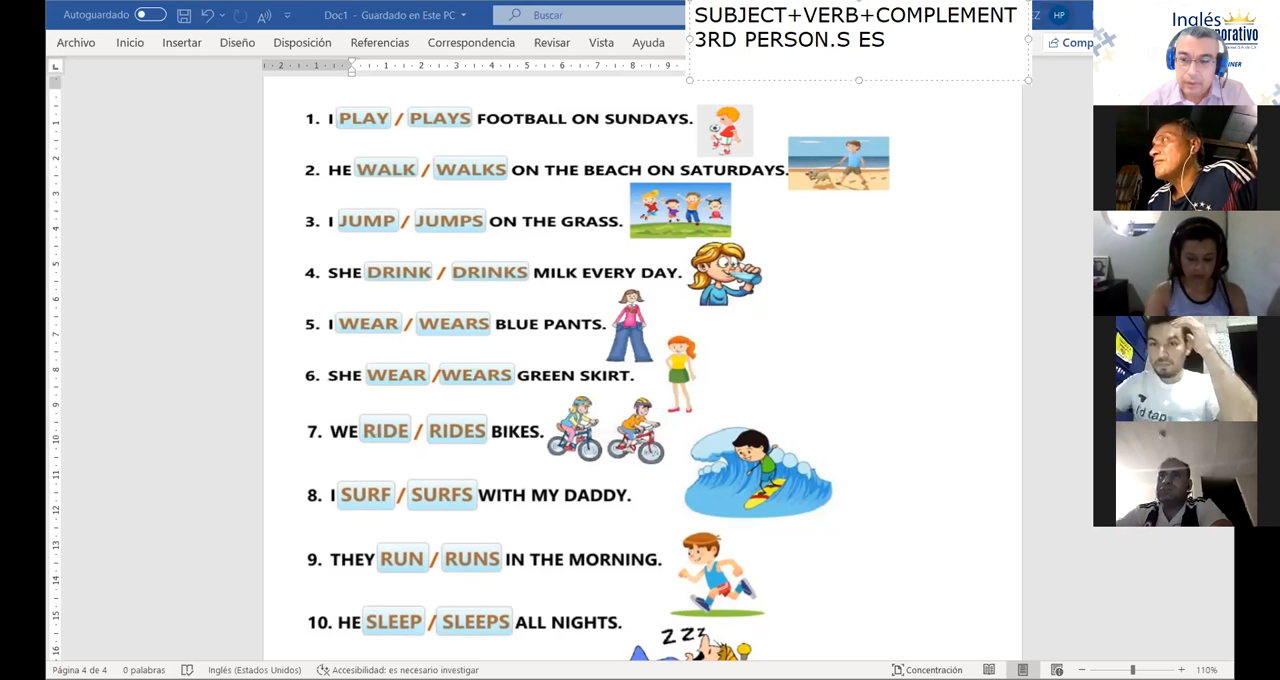 Autoguardado
Doc1 - Guardado en Este PC
Buscar
SUBJECT+VERB+COMPLEMENT
3RD PERSON.S ES
HP
Inglés
Archivo Inicio Insertar Diseño Disposición Referencias Correspondencia Revisar Vista Ayuda Comp
1. I PLAY / PLAYS FOOTBALL ON SUNDAYS.
2. HE WALK / WALKS ON THE BEACH ON SATURDAYS.
3. I JUMP / JUMPS ON THE GRASS.
4. SHE DRINK / DRINKS MILK EVERY DAY.
5. I WEAR / WEARS BLUE PANTS.
6. SHE WEAR /WEARS GREEN SKIRT.
7. WE RIDE / RIDES BIKES.
8. I SURF / SURFS WITH MY DADDY.
9. THEY RUN / RUNS IN THE MORNING.
10. HE SLEEP / SLEEPS ALL NIGHTS.
Z Z Z
Página 4 de 4 0 palabras Inglés (Estados Unidos) Accesibilidad: es necesario investigar Concentración 110%